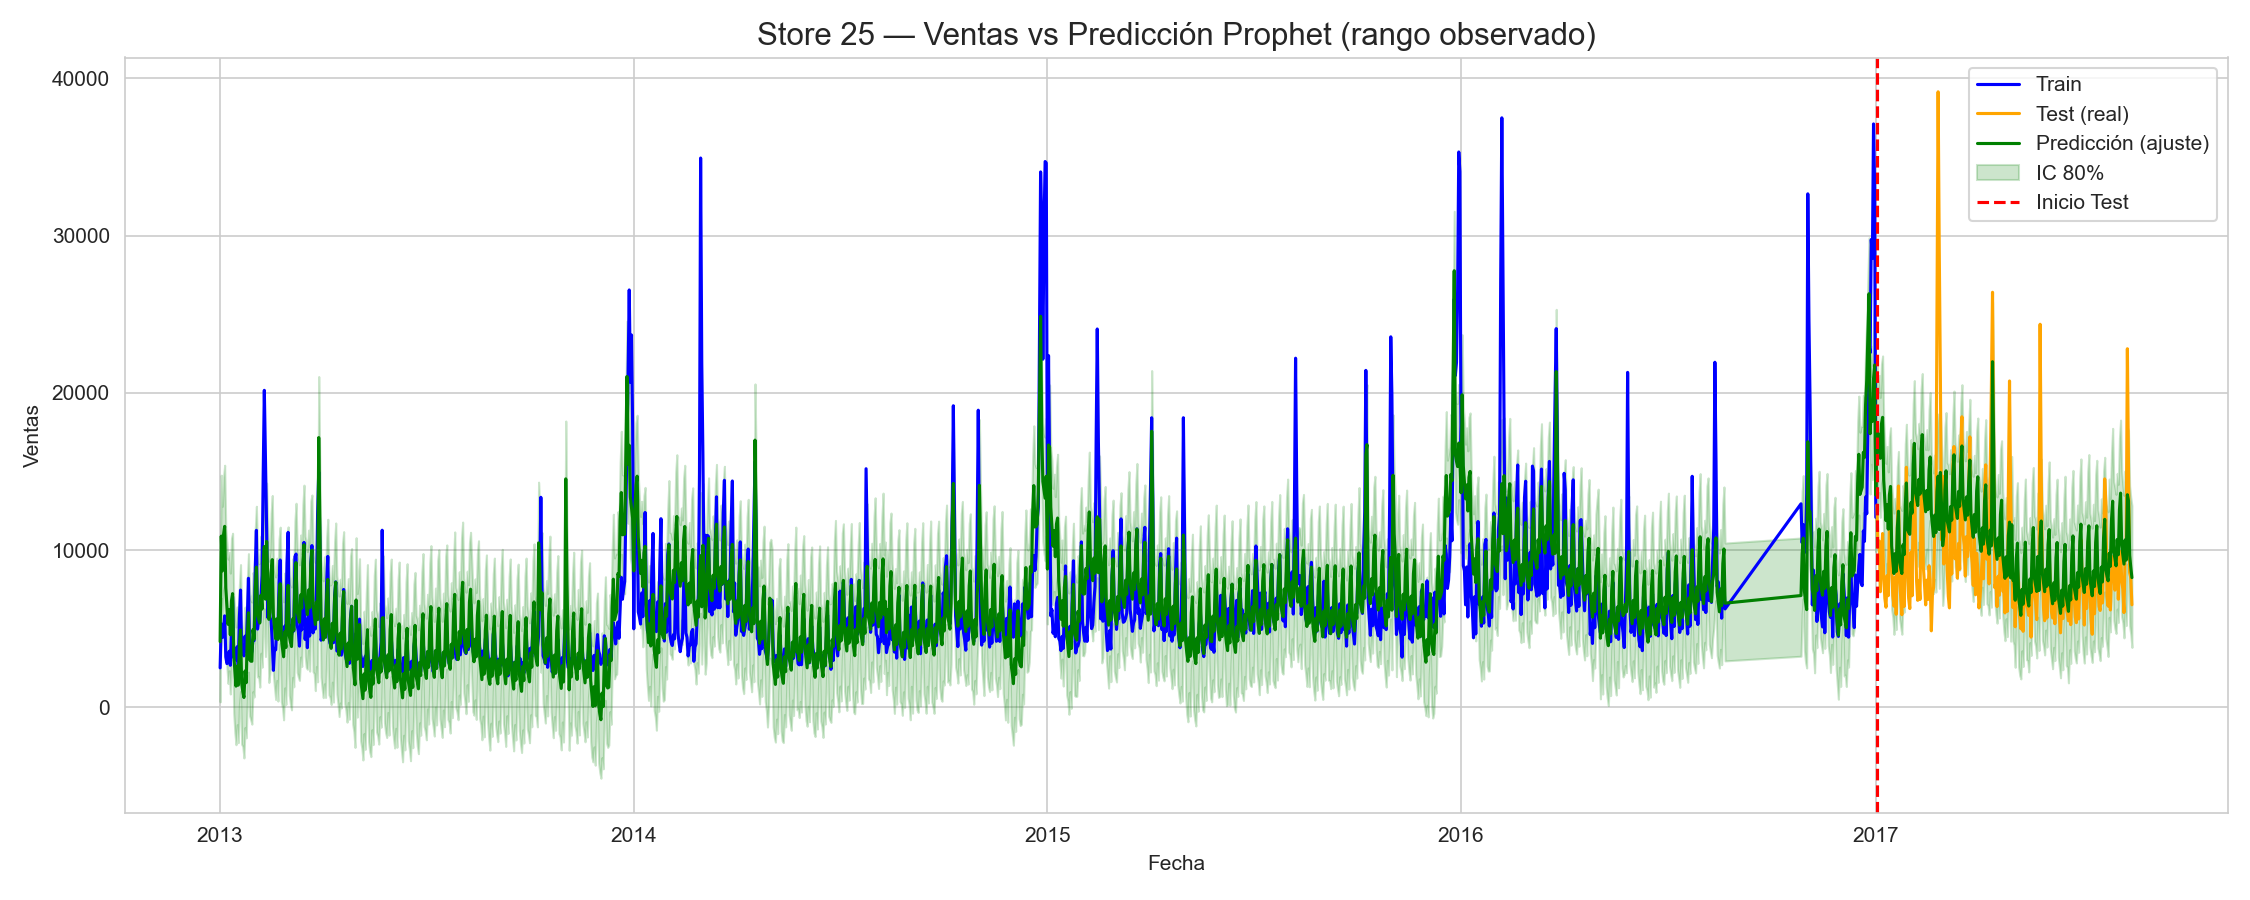 Store 25 — Ventas vs Predicción Prophet (rango observado)
Train
Test (real)
Predicción (ajuste)
IC 80%
Inicio Test
Ventas
40000
30000
20000
10000
0
2013
2014
2015
2016
2017
Fecha